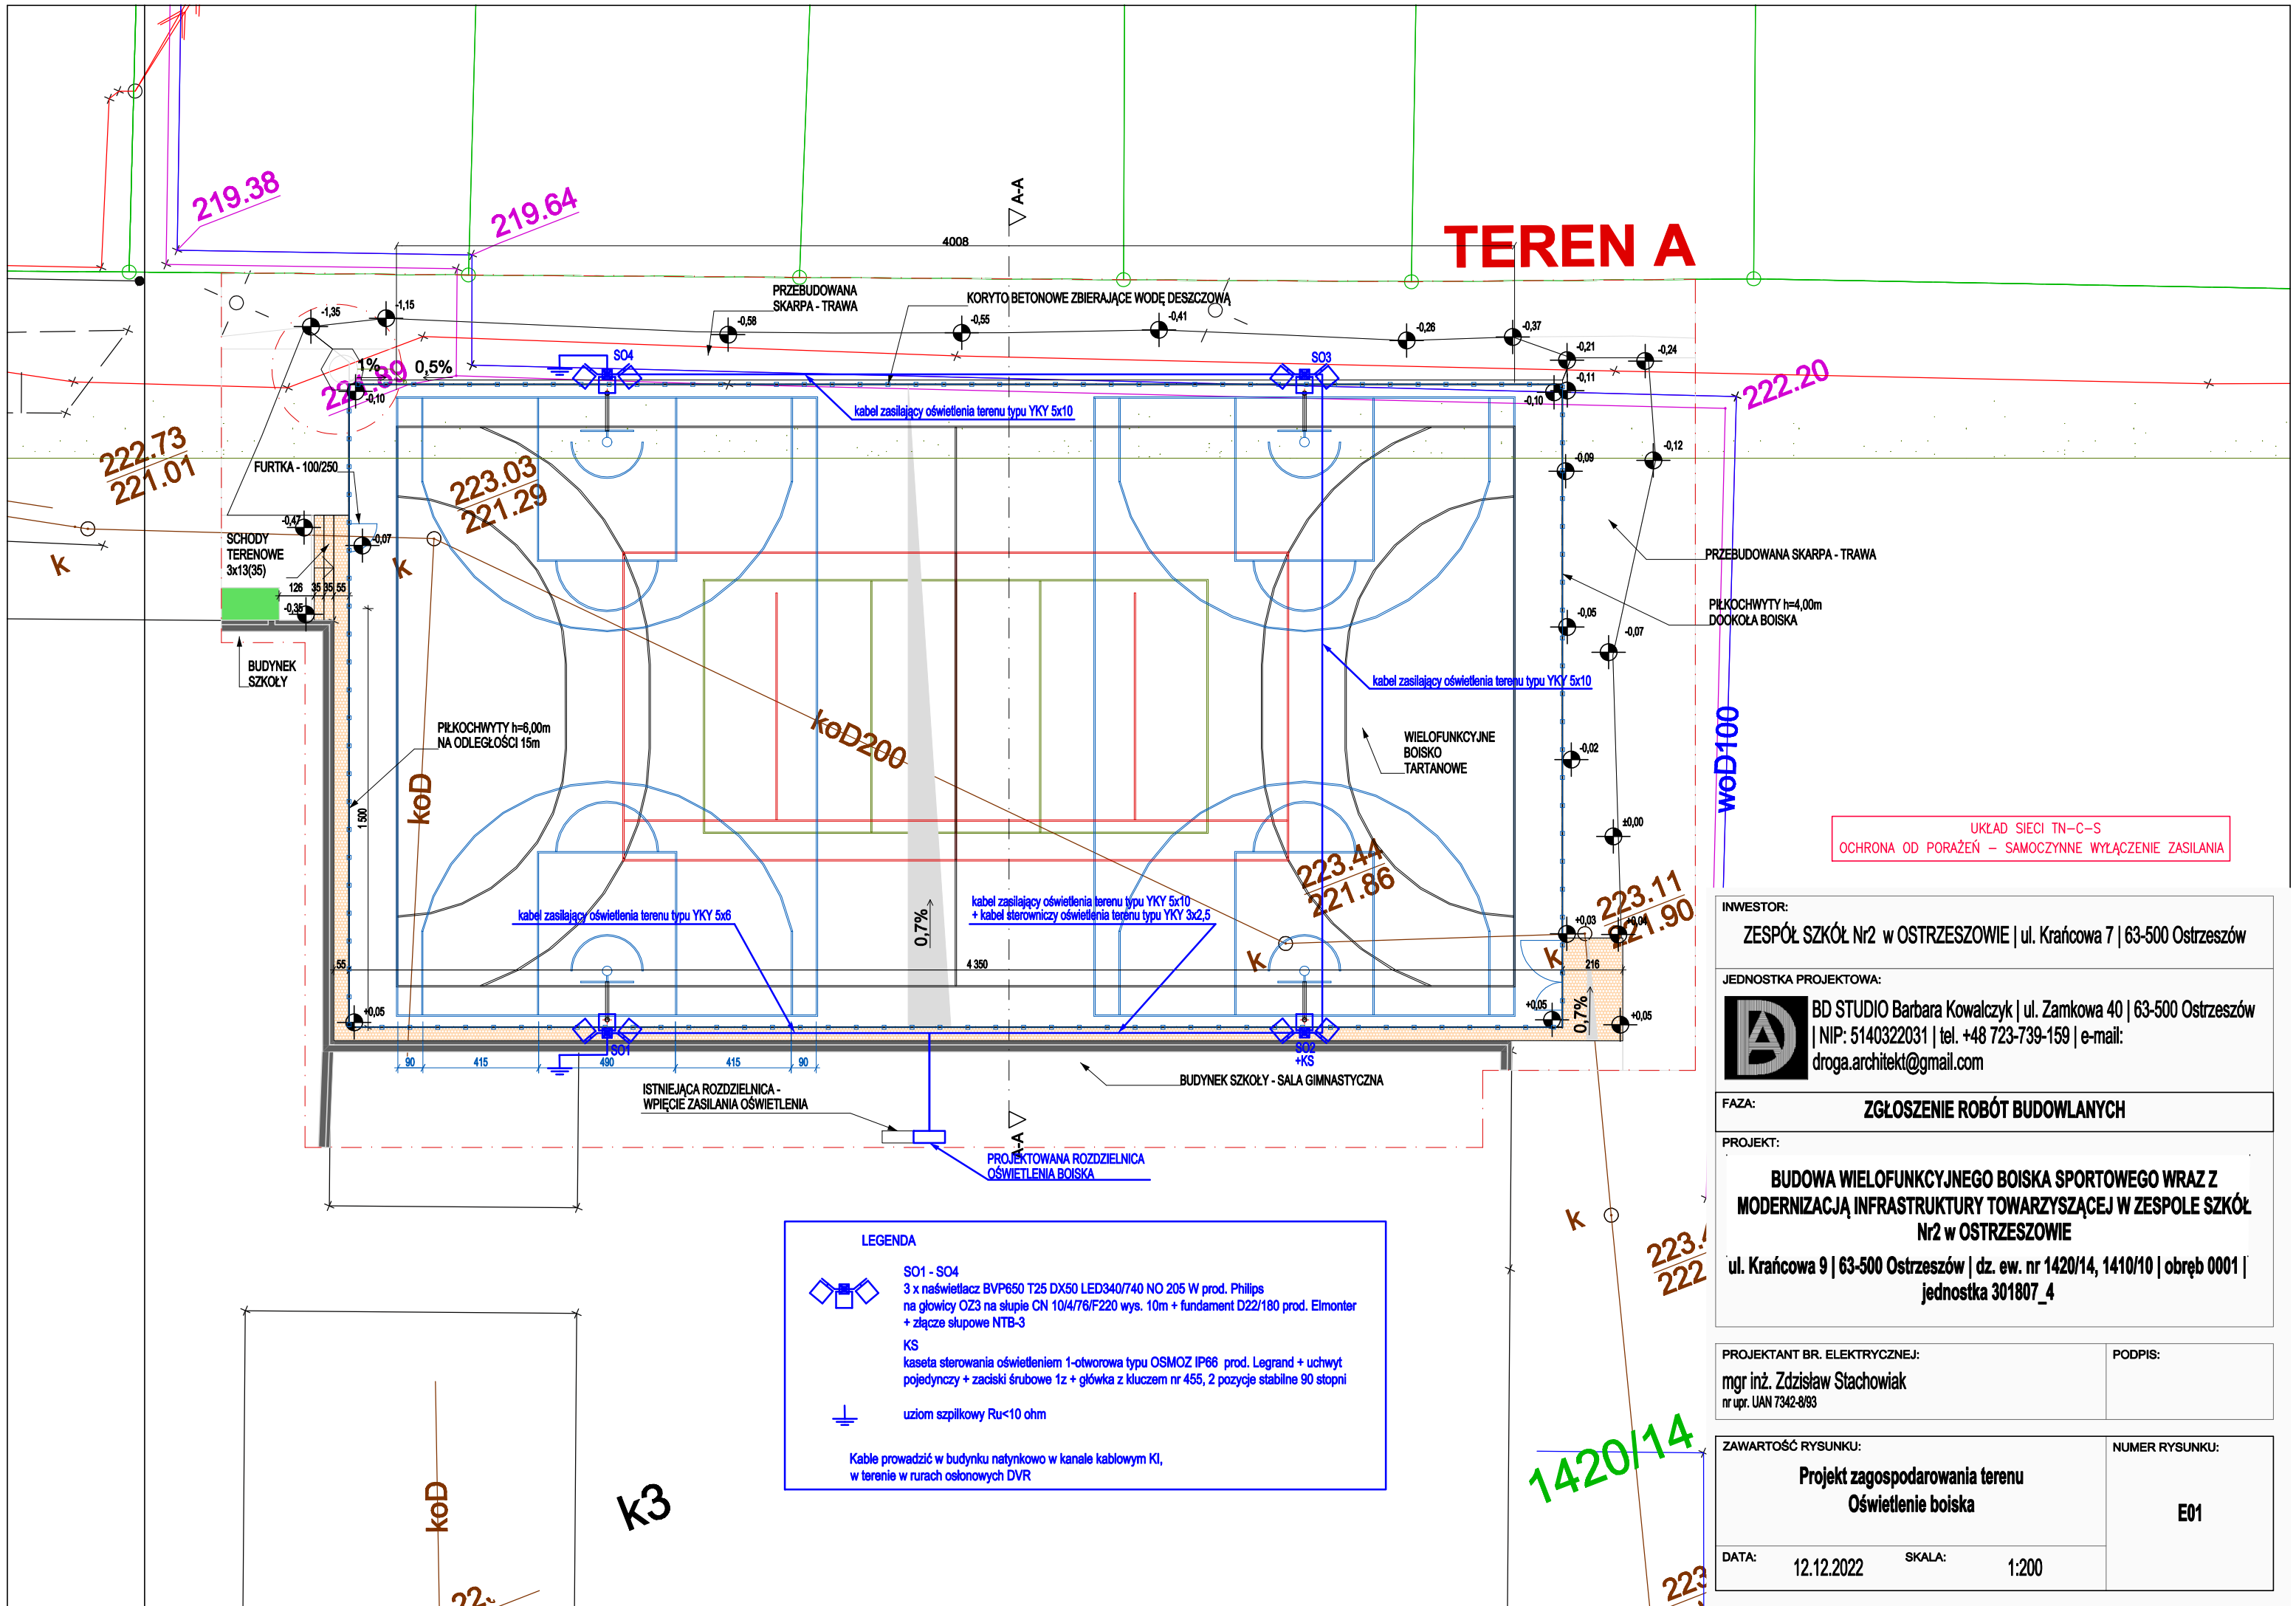 219.38
219.64
A-A
4008
TEREN A
PRZEBUDOWANA
SKARPA - TRAWA
KORYTO BETONOWE ZBIERAJĄCE WODĘ DESZCZOWĄ
-1,35
-1,15
-0,58
-0,55
-0,41
-0,26
-0,37
-0,21
-0,24
SO4
SO3
1%
0,5%
-0,10
-0,10
-0,11
222.20
kabel zasilający oświetlenia terenu typu YKY 5x10
222.73
221.01
FURTKA - 100/250
223.03
221.29
-0,12
-0,09
-0,47
-0,07
SCHODY
TERENOWE
3x13(35)
k
k
126
35
35
55
-0,35
PRZEBUDOWANA SKARPA - TRAWA
PIŁKOCHWYTY h=4,00m
DOOKOŁA BOISKA
-0,05
-0,07
BUDYNEK
SZKOŁY
kabel zasilający oświetlenia terenu typu YKY 5x10
PIŁKOCHWYTY h=6,00m
NA ODLEGŁOŚCI 15m
koD200
WIELOFUNKCYJNE
BOISKO
TARTANOWE
-0,02
woD100
koD
1 500
±0,00
UKŁAD SIECI TN-C-S
OCHRONA OD PORAŻEŃ - SAMOCZYNNE WYŁĄCZENIE ZASILANIA
223.44
221.86
223.11
221.90
kabel zasilający oświetlenia terenu typu YKY 5x6
kabel zasilający oświetlenia terenu typu YKY 5x10
+ kabel sterowniczy oświetlenia terenu typu YKY 3x2,5
0,7%
+0,03
+0,04
k
k
55
4 350
216
+0,05
+0,05
0,7%
+0,05
SO1
SO2
+KS
90
415
490
415
90
ISTNIEJĄCA ROZDZIELNICA -
WPIĘCIE ZASILANIA OŚWIETLENIA
BUDYNEK SZKOŁY - SALA GIMNASTYCZNA
A-A
PROJEKTOWANA ROZDZIELNICA
OŚWIETLENIA BOISKA
LEGENDA
SO1 - SO4
3 x naświetlacz BVP650 T25 DX50 LED340/740 NO 205 W prod. Philips
na głowicy OZ3 na słupie CN 10/4/76/F220 wys. 10m + fundament D22/180 prod. Elmonter
+ złącze słupowe NTB-3
KS
kaseta sterowania oświetleniem 1-otworowa typu OSMOZ IP66 prod. Legrand + uchwyt
pojedynczy + zaciski śrubowe 1z + główka z kluczem nr 455, 2 pozycje stabilne 90 stopni
uziom szpilkowy Ru<10 ohm
Kable prowadzić w budynku natynkowo w kanale kablowym KI,
w terenie w rurach osłonowych DVR
k
koD
k3
1420/14
INWESTOR:
ZESPÓŁ SZKÓŁ Nr2 w OSTRZESZOWIE | ul. Krańcowa 7 | 63-500 Ostrzeszów
JEDNOSTKA PROJEKTOWA:
BD STUDIO Barbara Kowalczyk | ul. Zamkowa 40 | 63-500 Ostrzeszów
| NIP: 5140322031 | tel. +48 723-739-159 | e-mail:
droga.architekt@gmail.com
FAZA:
ZGŁOSZENIE ROBÓT BUDOWLANYCH
PROJEKT:
BUDOWA WIELOFUNKCYJNEGO BOISKA SPORTOWEGO WRAZ Z
MODERNIZACJĄ INFRASTRUKTURY TOWARZYSZĄCEJ W ZESPOLE SZKÓŁ
Nr2 w OSTRZESZOWIE
ul. Krańcowa 9 | 63-500 Ostrzeszów | dz. ew. nr 1420/14, 1410/10 | obręb 0001 |
jednostka 301807_4
PROJEKTANT BR. ELEKTRYCZNEJ:
PODPIS:
mgr inż. Zdzisław Stachowiak
nr upr. UAN 7342-8/93
ZAWARTOŚĆ RYSUNKU:
NUMER RYSUNKU:
Projekt zagospodarowania terenu
Oświetlenie boiska
E01
DATA:
12.12.2022
SKALA:
1:200